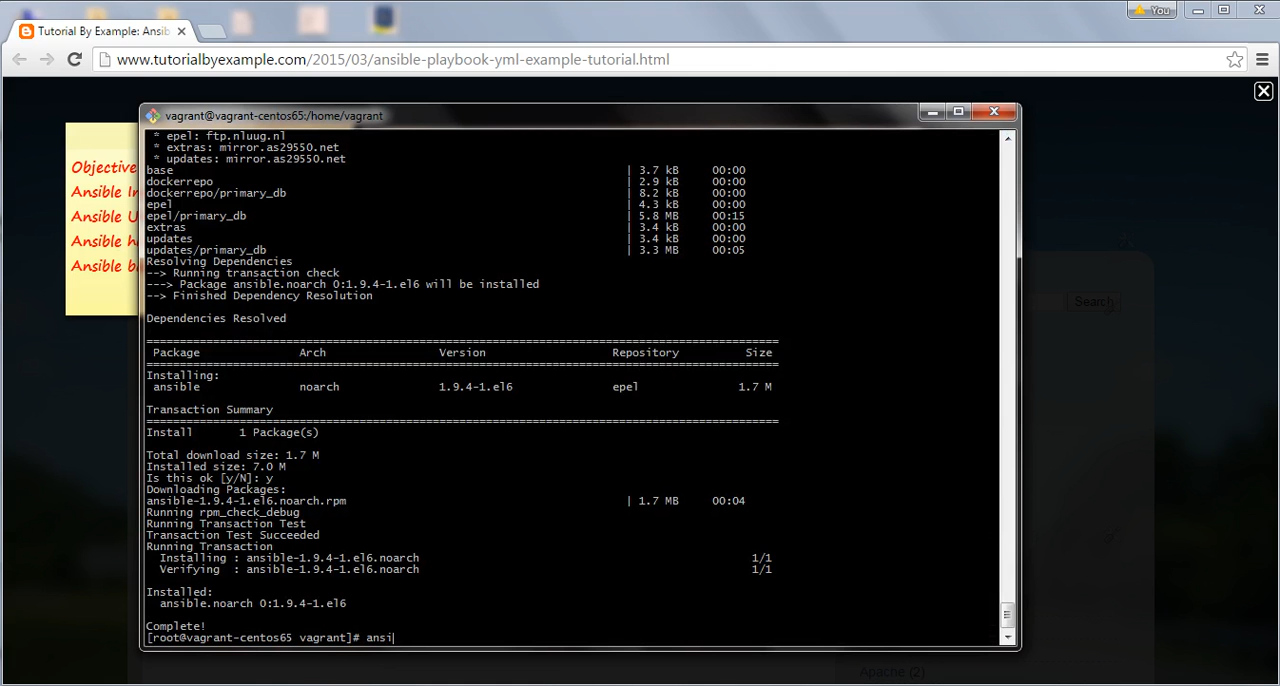 You
Tutorial By Example: Ansib
www.tutorialbyexample.com/2015/03/ansible-playbook-yml-example-tutorial.html
vagrant@vagrant-centos65:/home/vagrant
Objective
Ansible In
Ansible U
Ansible h
Ansible b
Search
* epel: ftp.nluug.nl
* extras: mirror.as29550.net
* updates: mirror.as29550.net
base | 3.7 kB 00:00
dockerrepo | 2.9 kB 00:00
dockerrepo/primary_db | 8.2 kB 00:00
epel | 4.3 kB 00:00
epel/primary_db | 5.8 MB 00:15
extras | 3.4 kB 00:00
updates | 3.4 kB 00:00
updates/primary_db | 3.3 MB 00:05
Resolving Dependencies
--> Running transaction check
---> Package ansible.noarch 0:1.9.4-1.el6 will be installed
--> Finished Dependency Resolution
Dependencies Resolved
================================================================================
Package Arch Version Repository Size
================================================================================
Installing:
ansible noarch 1.9.4-1.el6 epel 1.7 M
Transaction Summary
================================================================================
Install 1 Package(s)
Total download size: 1.7 M
Installed size: 7.0 M
Is this ok [y/N]: y
Downloading Packages:
ansible-1.9.4-1.el6.noarch.rpm | 1.7 MB 00:04
Running rpm_check_debug
Running Transaction Test
Transaction Test Succeeded
Running Transaction
Installing : ansible-1.9.4-1.el6.noarch 1/1
Verifying : ansible-1.9.4-1.el6.noarch 1/1
Installed:
ansible.noarch 0:1.9.4-1.el6
Complete!
[root@vagrant-centos65 vagrant]# ansi
Apache (2)